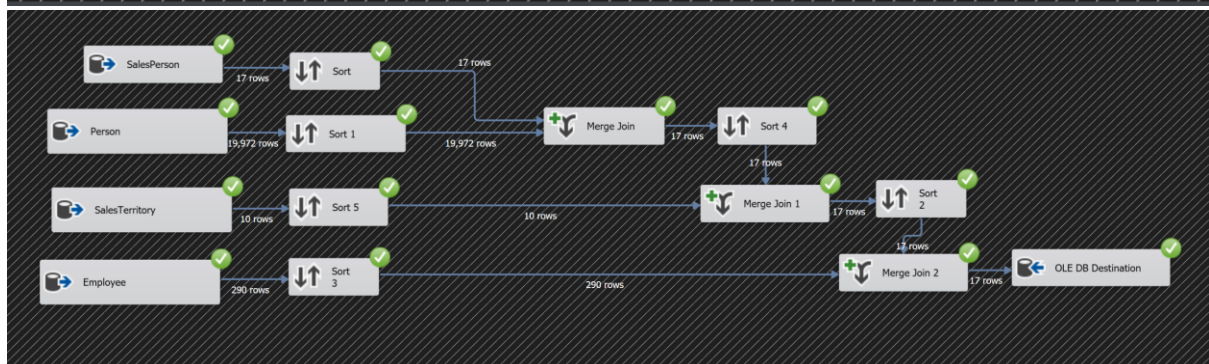 SalesPerson
17 rows
Sort
17 rows
Person
19,972 rows
Sort 1
19,972 rows
Merge Join
17 rows
Sort 4
17 rows
SalesTerritory
10 rows
Sort 5
10 rows
Merge Join 1
17 rows
Sort
2
17 rows
Employee
290 rows
Sort
3
290 rows
Merge Join 2
17 rows
OLE DB Destination